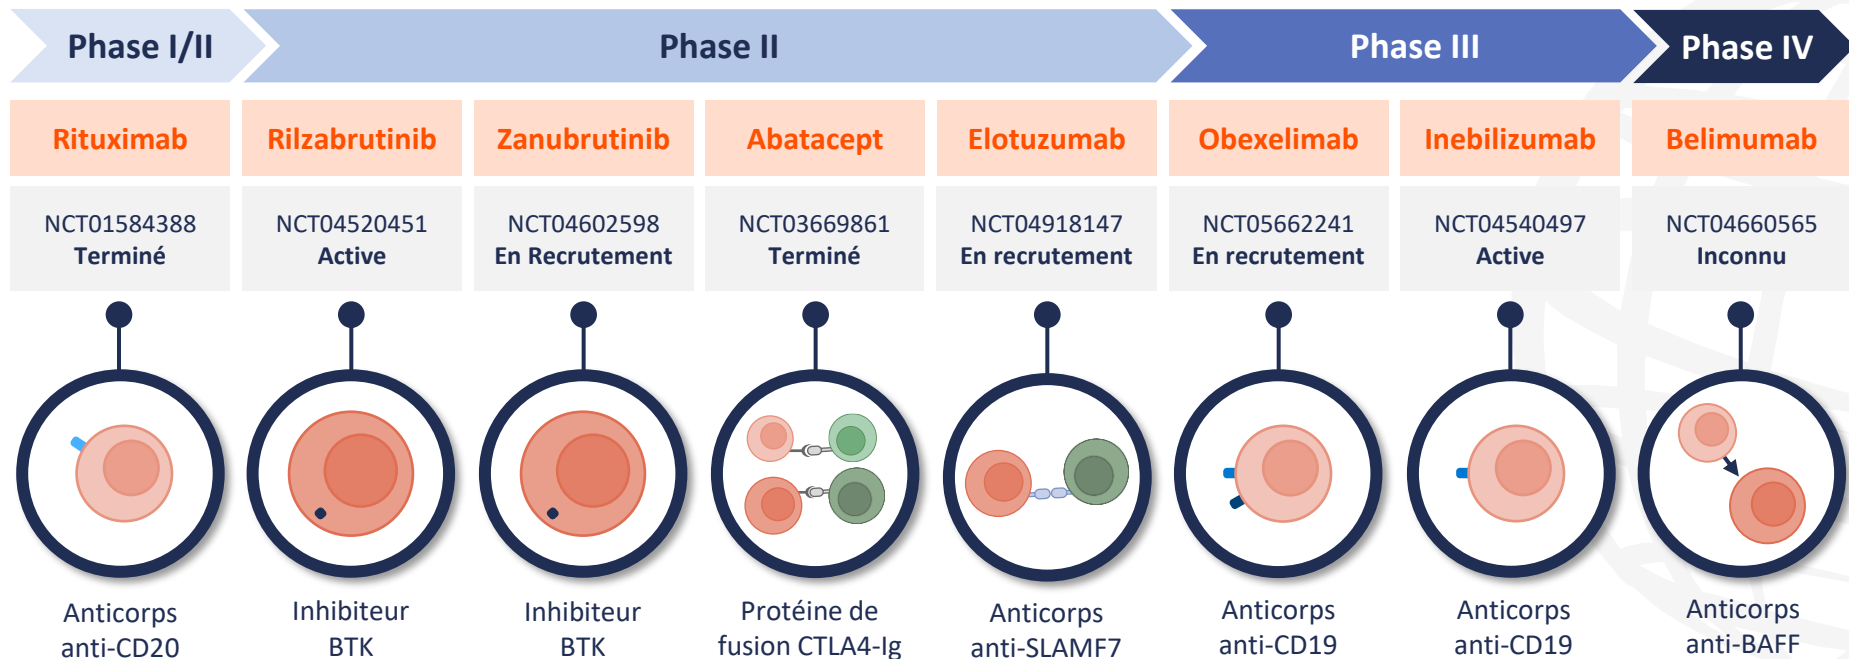 Phase I/II
Phase II
Phase III
Phase IV
Rituximab
Rilzabrutinib
Zanubrutinib
Abatacept
Elotuzumab
Obexelimab
Inebilizumab
Belimumab
NCT01584388
Terminé
NCT04520451
Active
NCT04602598
En Recrutement
NCT03669861
Terminé
NCT04918147
En recrutement
NCT05662241
En recrutement
NCT04540497
Active
NCT04660565
Inconnu
Anticorps
anti-CD20
Inhibiteur
BTK
Inhibiteur
BTK
Protéine de
fusion CTLA4-Ig
Anticorps
anti-SLAMF7
Anticorps
anti-CD19
Anticorps
anti-CD19
Anticorps
anti-BAFF